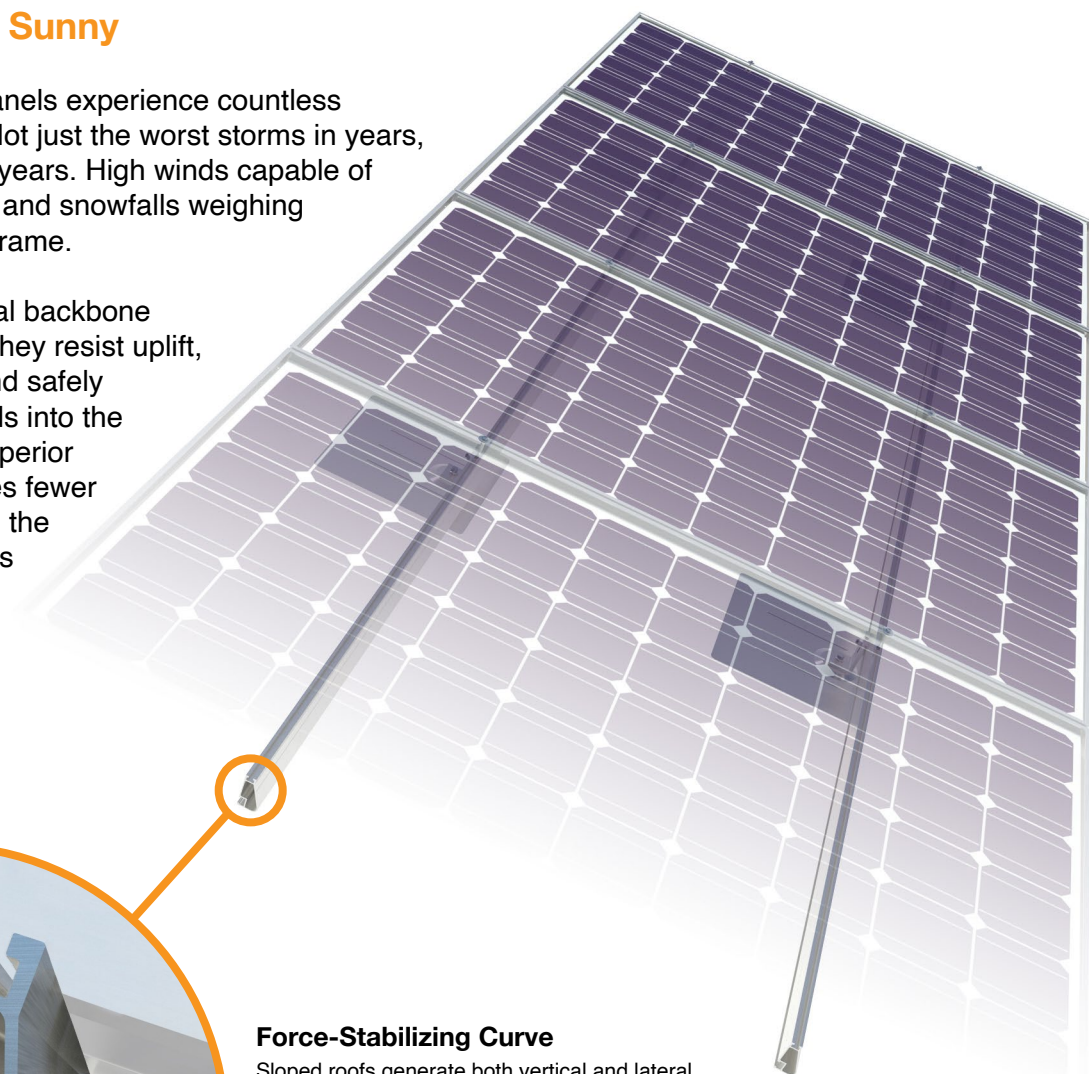 Sunny
anels experience countless
lot just the worst storms in years,
years. High winds capable of
and snowfalls weighing
rame.
al backbone
hey resist uplift,
nd safely
ls into the
perior
es fewer
the
s
Force-Stabilizing Curve
Sloped roofs generate both vertical and lateral